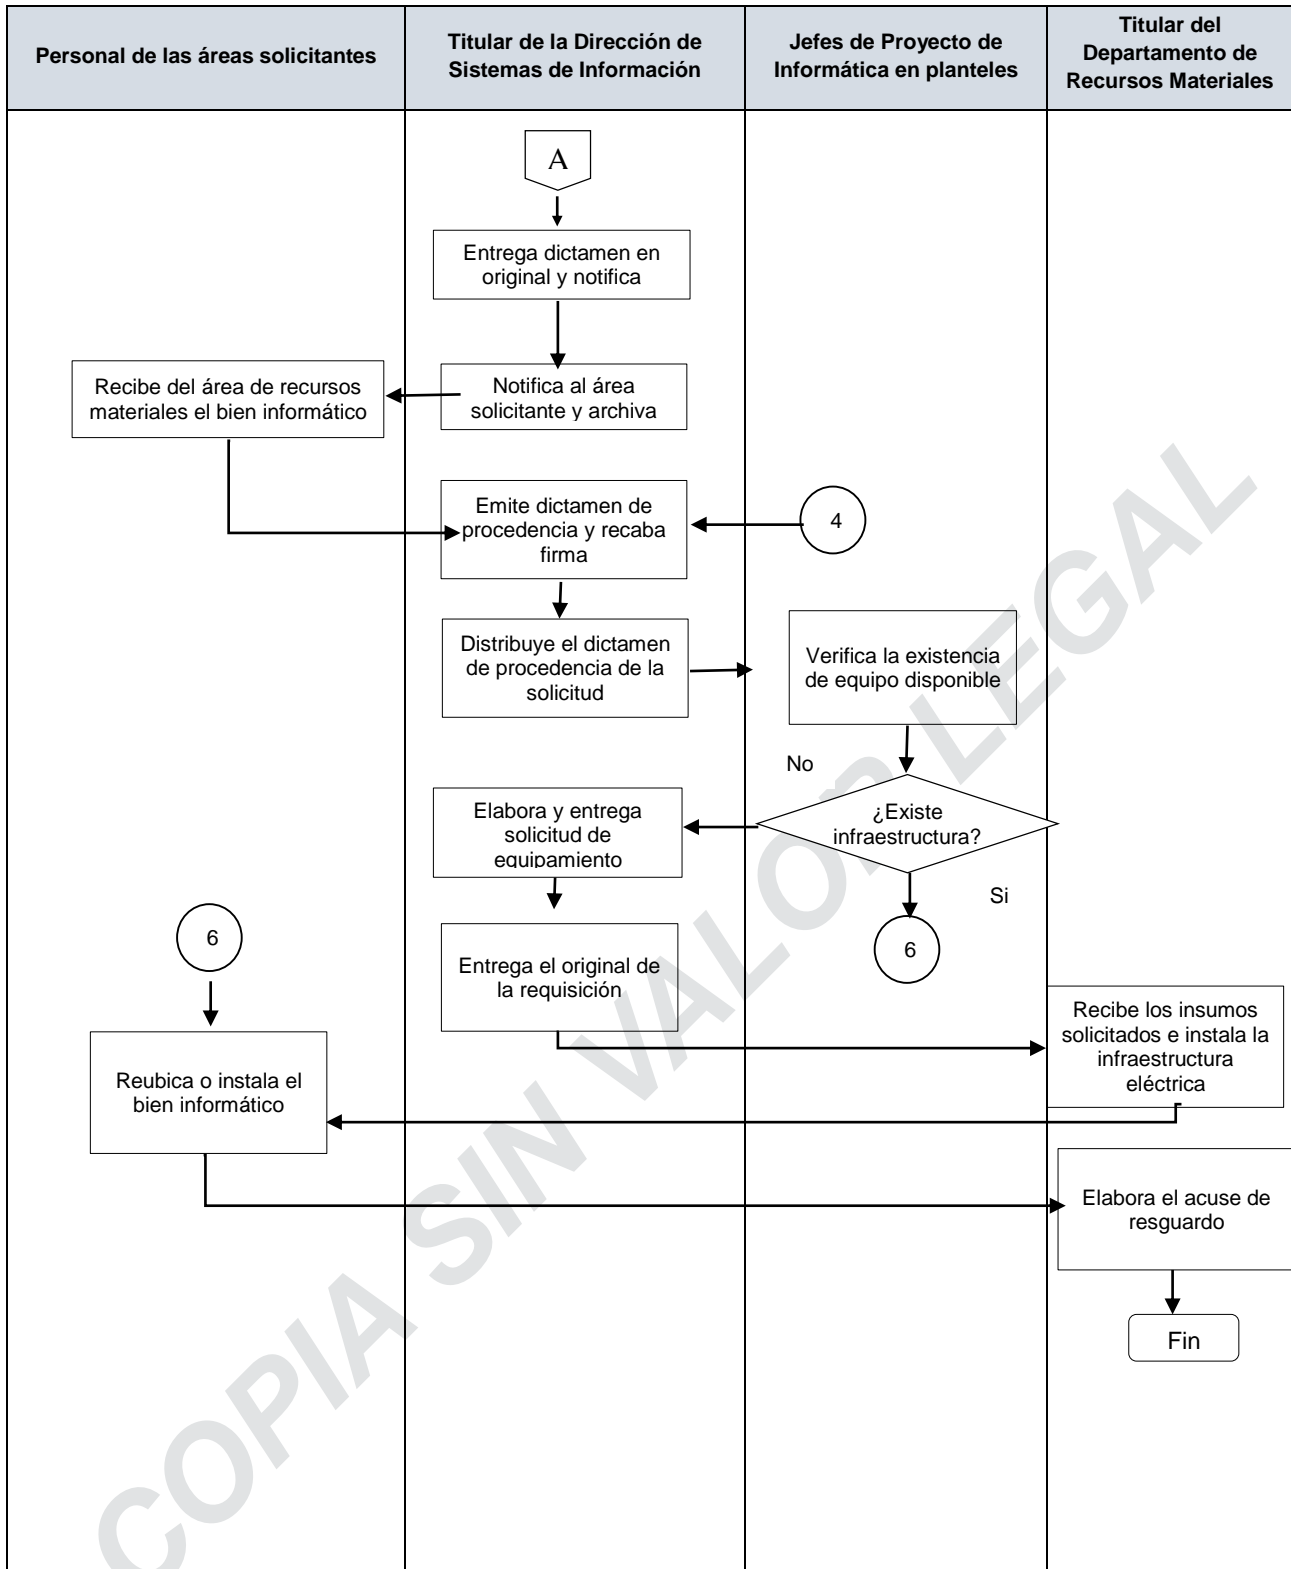 Personal de las áreas solicitantes
Titular de la Dirección de
Sistemas de Información
Jefes de Proyecto de
Informática en planteles
Titular del
Departamento de
Recursos Materiales
A
Entrega dictamen en
original y notifica
Recibe del área de recursos
materiales el bien informático
Notifica al área
solicitante y archiva
Emite dictamen de
procedencia y recaba
firma
4
Distribuye el dictamen
de procedencia de la
solicitud
Verifica la existencia
de equipo disponible
No
¿Existe
infraestructura?
Si
Elabora y entrega
solicitud de
equipamiento
6
Entrega el original de
la requisición
6
Recibe los insumos
solicitados e instala la
infraestructura
eléctrica
Reubica o instala el
bien informático
Elabora el acuse de
resguardo
Fin
COPIA SIN VALOR LEGAL